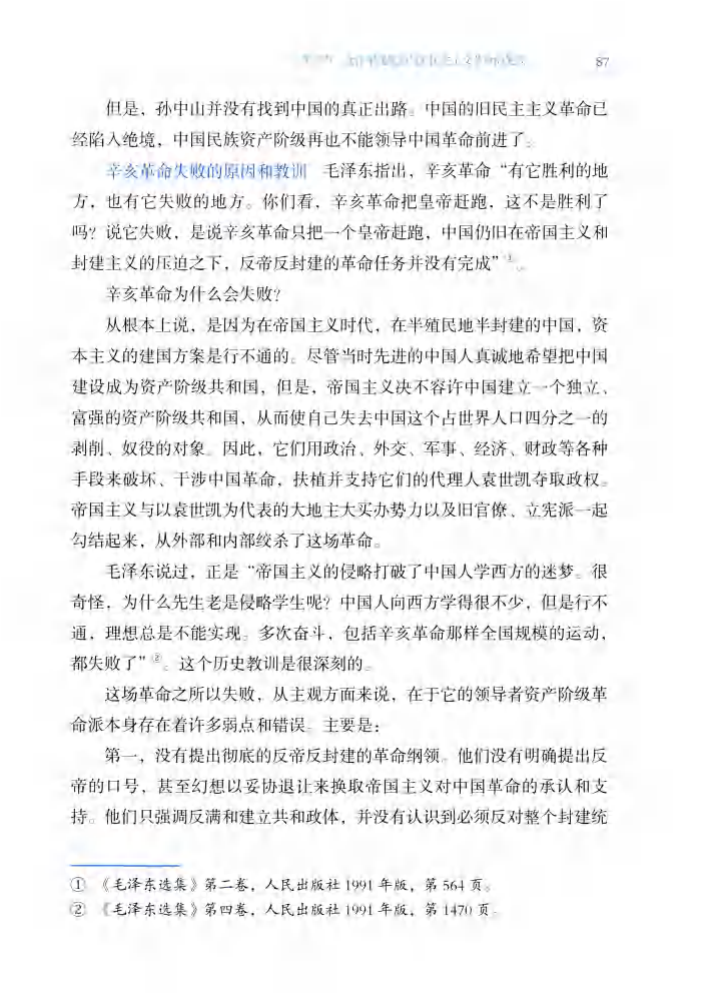 87
但是，孙中山并没有找到中国的真正出路。中国的旧民主主义革命已
经陷入绝境，中国民族资产阶级再也不能领导中国革命前进了。
辛亥革命失败的原因和教训 毛泽东指出，辛亥革命“有它胜利的地
方，也有它失败的地方。你们看，辛亥革命把皇帝赶跑，这不是胜利了
吗？说它失败，是说辛亥革命只把一个皇帝赶跑，中国仍旧在帝国主义和
封建主义的压迫之下，反帝反封建的革命任务并没有完成”①。
辛亥革命为什么会失败？
从根本上说，是因为在帝国主义时代，在半殖民地半封建的中国，资
本主义的建国方案是行不通的。尽管当时先进的中国人真诚地希望把中国
建设成为资产阶级共和国，但是，帝国主义决不容许中国建立一个独立、
富强的资产阶级共和国，从而使自己失去中国这个占世界人口四分之一的
剥削、奴役的对象。因此，它们用政治、外交、军事、经济、财政等各种
手段来破坏、干涉中国革命，扶植并支持它们的代理人袁世凯夺取政权。
帝国主义与以袁世凯为代表的大地主大买办势力以及旧官僚、立宪派一起
勾结起来，从外部和内部绞杀了这场革命。
毛泽东说过，正是“帝国主义的侵略打破了中国人学西方的迷梦。很
奇怪，为什么先生老是侵略学生呢？中国人向西方学得很不少，但是行不
通，理想总是不能实现。多次奋斗，包括辛亥革命那样全国规模的运动，
都失败了”②。这个历史教训是很深刻的。
这场革命之所以失败，从主观方面来说，在于它的领导者资产阶级革
命派本身存在着许多弱点和错误。主要是：
第一，没有提出彻底的反帝反封建的革命纲领。他们没有明确提出反
帝的口号，甚至幻想以妥协退让来换取帝国主义对中国革命的承认和支
持。他们只强调反满和建立共和政体，并没有认识到必须反对整个封建统
① 《毛泽东选集》第二卷，人民出版社 1991 年版，第 564 页。
② 《毛泽东选集》第四卷，人民出版社 1991 年版，第 1470 页。